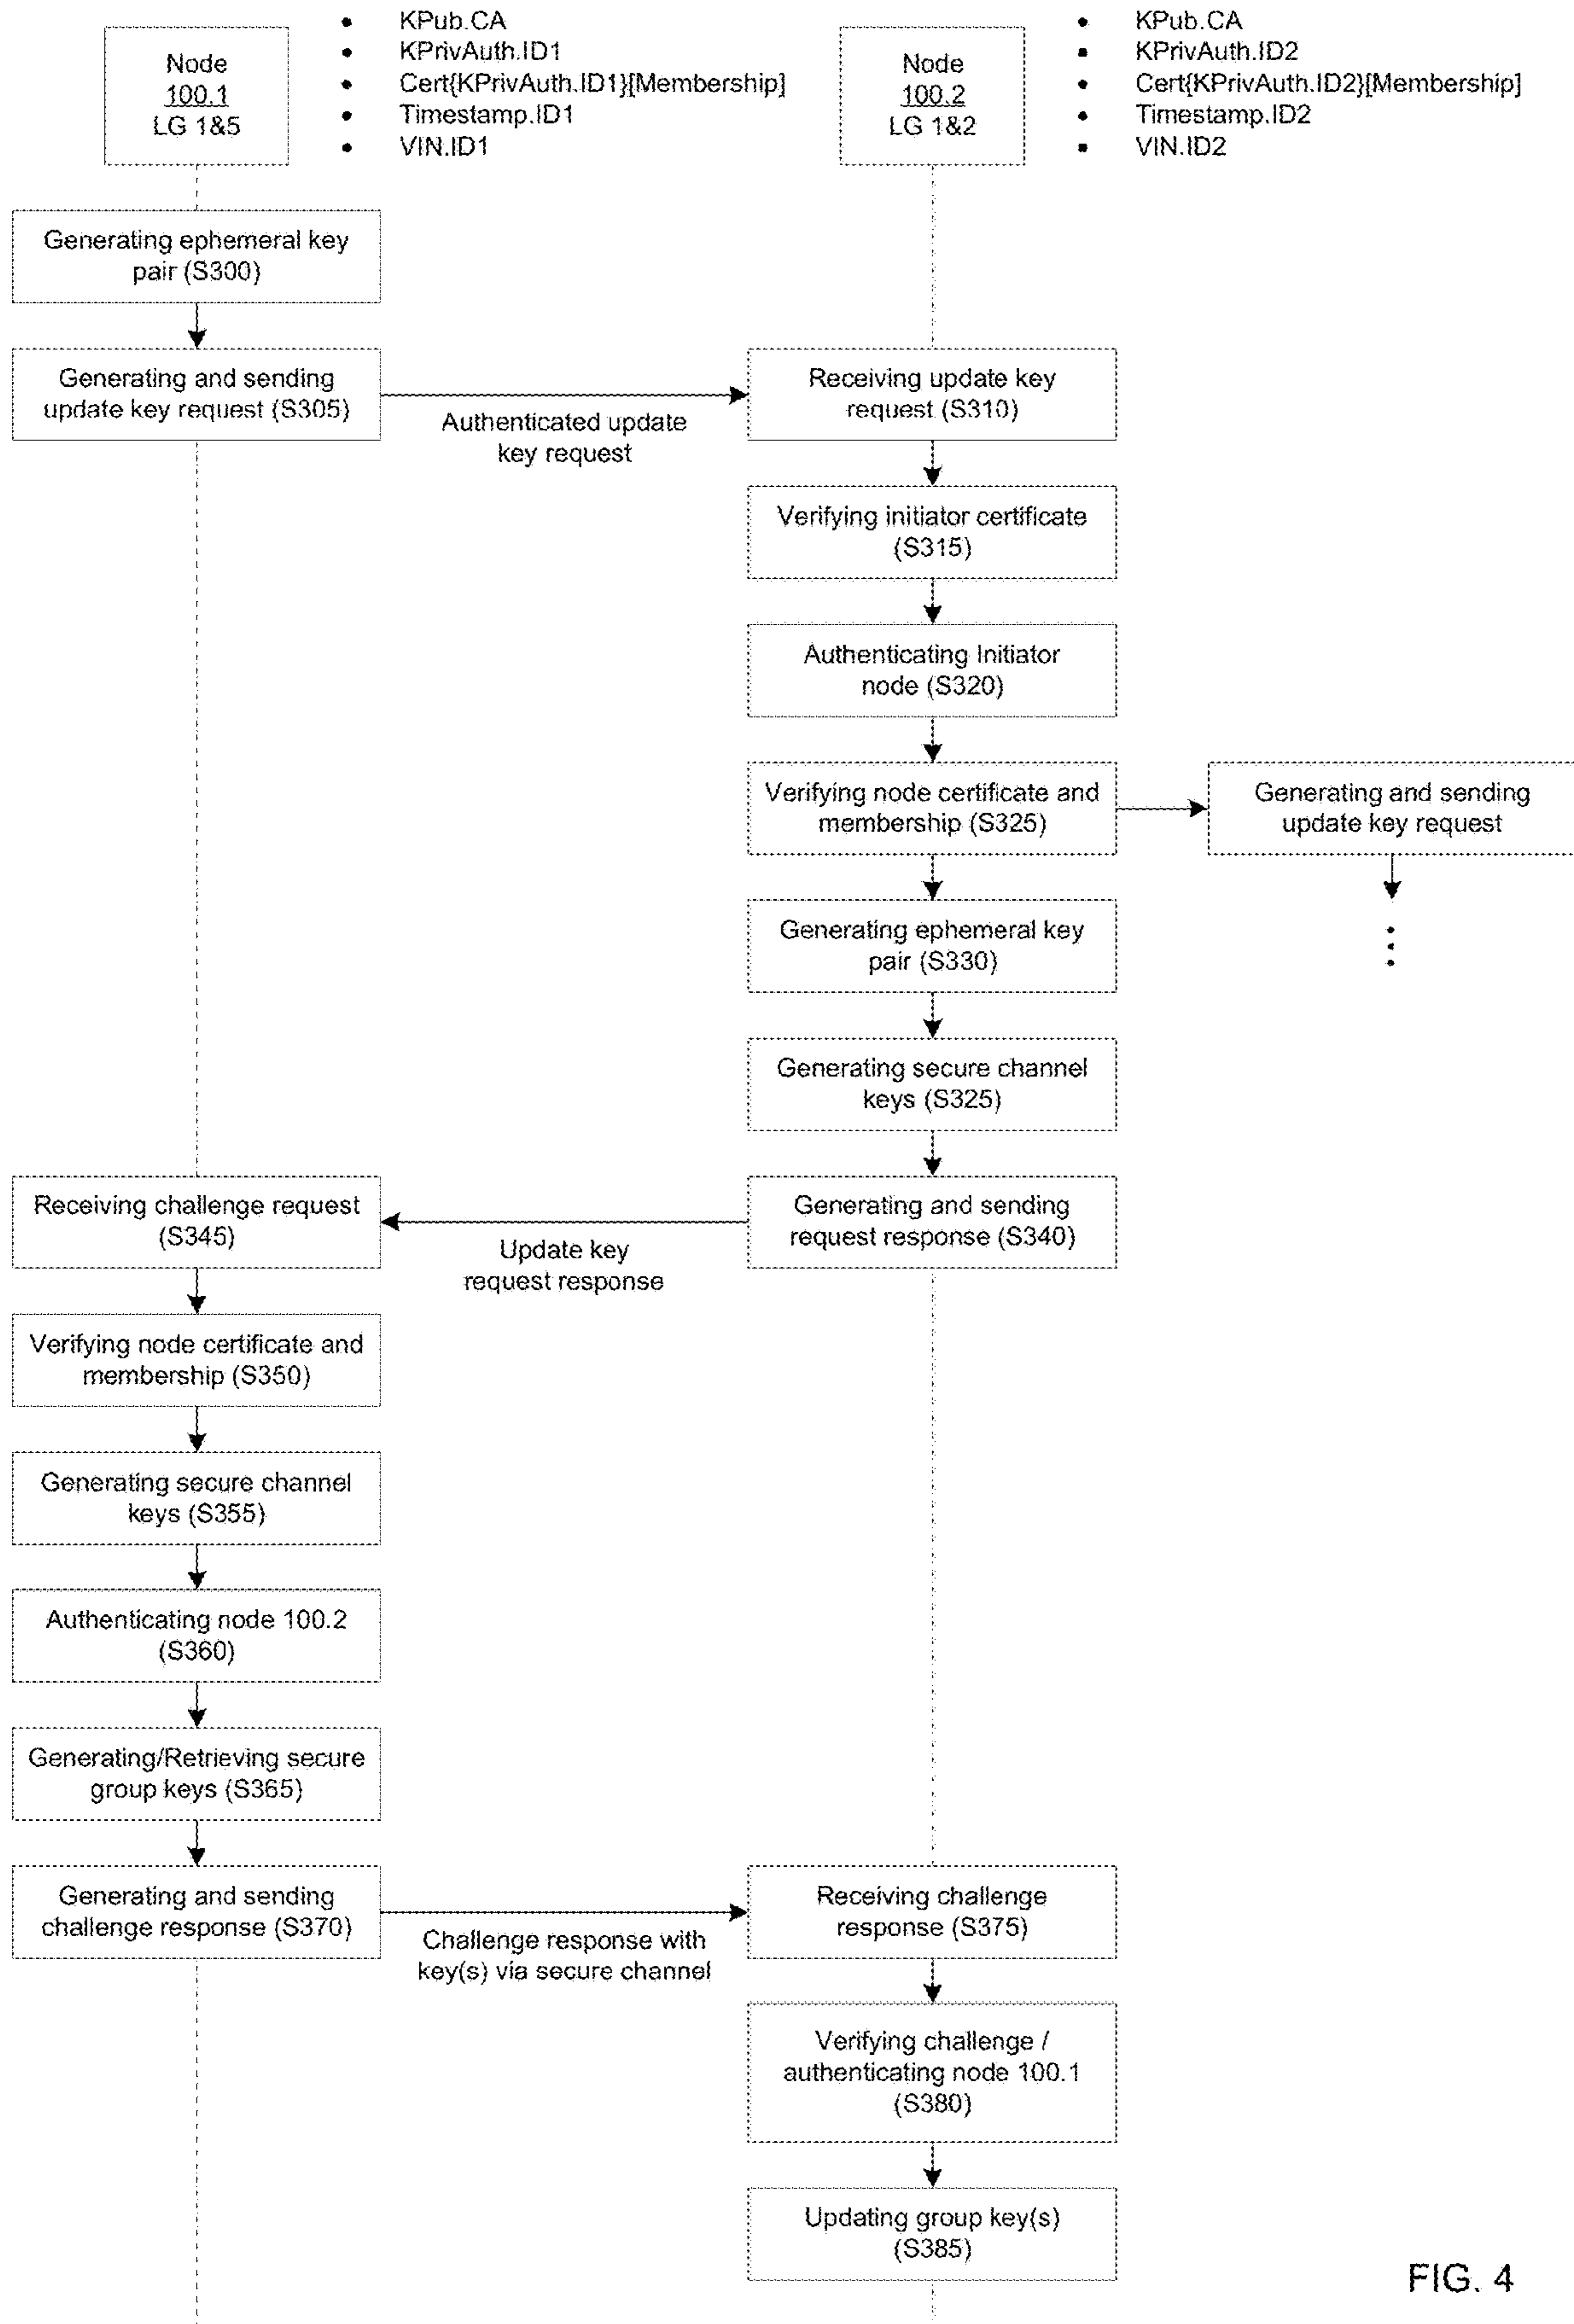 Node
100.1
LG 1&5
• KPub.CA
• KPrivAuth.ID1
• Cert{KPrivAuth.ID1}[Membership]
• Timestamp.ID1
• VIN.ID1
Node
100.2
LG 1&2
• KPub.CA
• KPrivAuth.ID2
• Cert{KPrivAuth.ID2}[Membership]
• Timestamp.ID2
• VIN.ID2
Generating ephemeral key
pair (S300)
Generating and sending
update key request (S305)
Authenticated update
key request
Receiving update key
request (S310)
Verifying initiator certificate
(S315)
Authenticating Initiator
node (S320)
Verifying node certificate and
membership (S325)
Generating and sending
update key request
Generating ephemeral key
pair (S330)
Generating secure channel
keys (S325)
Generating and sending
request response (S340)
Update key
request response
Receiving challenge request
(S345)
Verifying node certificate and
membership (S350)
Generating secure channel
keys (S355)
Authenticating node 100.2
(S360)
Generating/Retrieving secure
group keys (S365)
Generating and sending
challenge response (S370)
Challenge response with
key(s) via secure channel
Receiving challenge
response (S375)
Verifying challenge /
authenticating node 100.1
(S380)
Updating group key(s)
(S385)
FIG. 4